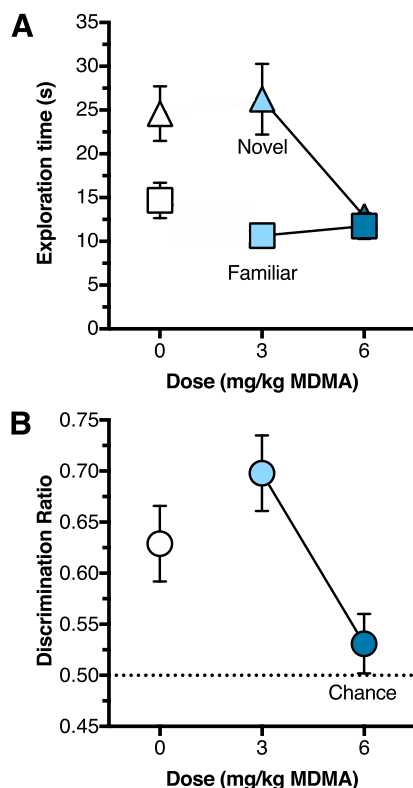 A
Exploration time (s)
35
30
25
20
15
10
5
0
Novel
Familiar
0 3 6
Dose (mg/kg MDMA)
B
Discrimination Ratio
0.75
0.70
0.65
0.60
0.55
0.50
0.45
Chance
0 3 6
Dose (mg/kg MDMA)